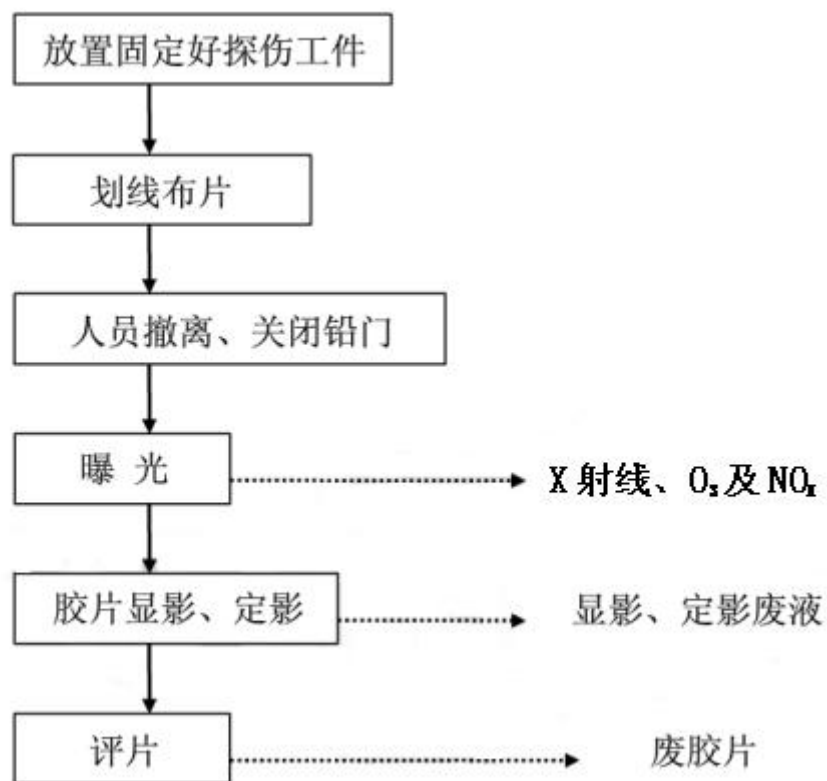 放置固定好探伤工件
划线布片
人员撤离、关闭铅门
曝 光
X射线、O₃及NOₓ
胶片显影、定影
显影、定影废液
评片
废胶片